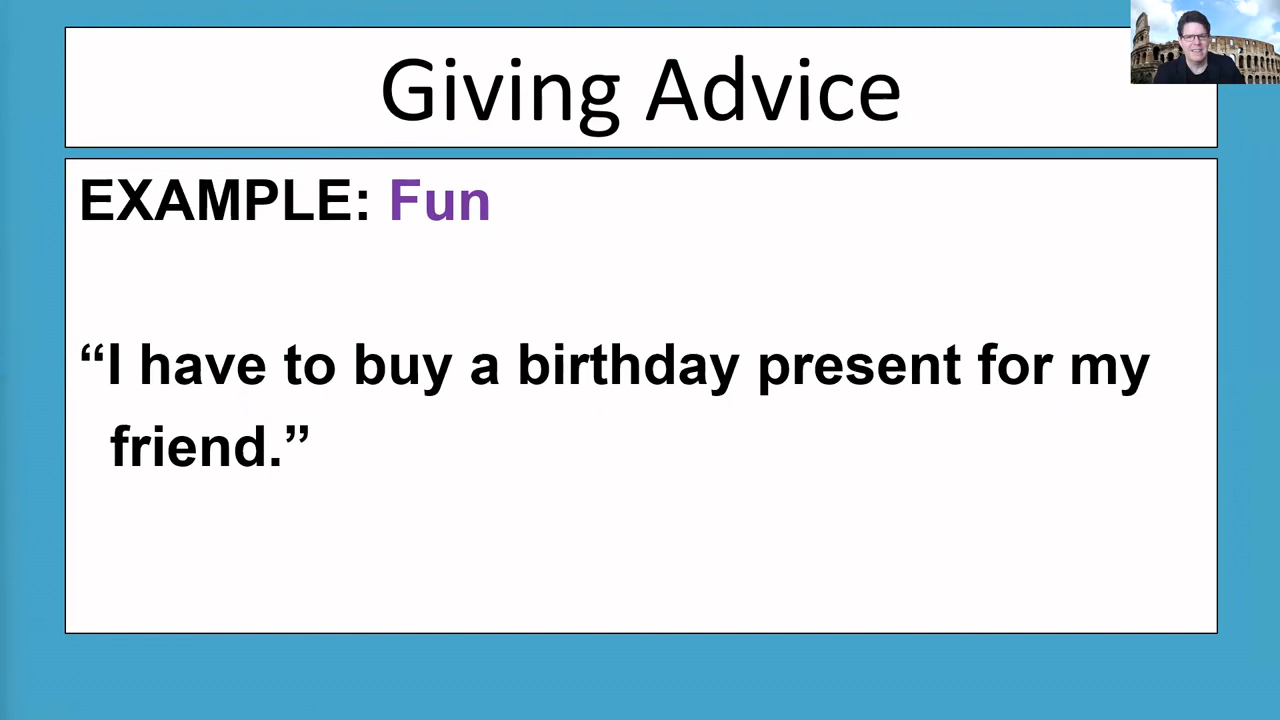 Giving Advice
EXAMPLE: Fun
“I have to buy a birthday present for my
friend.”